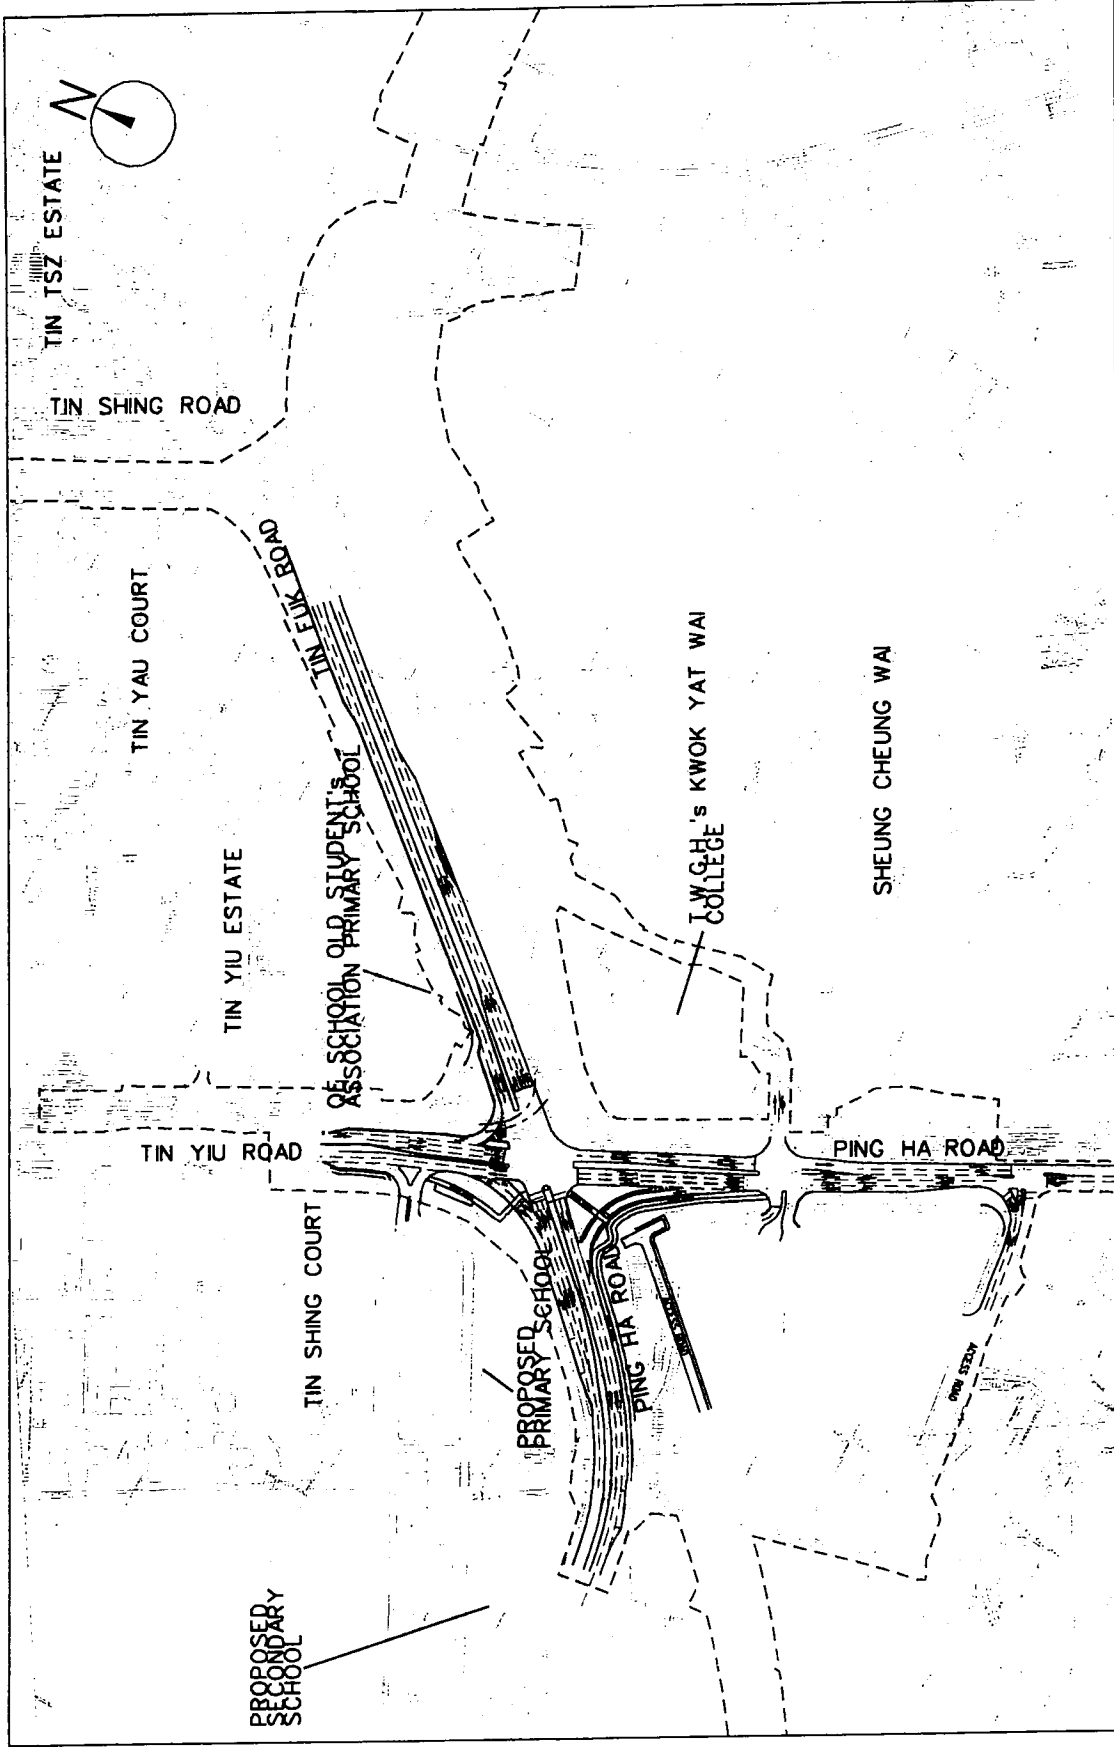 N
TIN TSZ ESTATE
TIN SHING ROAD
TIN YAU COURT
TIN FUK ROAD
TIN YIU ESTATE
SCHOOL OLD STUDENT's
ASSOCIATION PRIMARY SCHOOL
T.W.G.H.'s KWOK YAT WAI
COLLEGE
SHEUNG CHEUNG WAI
TIN YIU ROAD
PING HA ROAD
TIN SHING COURT
PROPOSED
PRIMARY SCHOOL
PING HA ROAD
ACCESS ROAD
ACCESS ROAD
PROPOSED
SECONDARY
SCHOOL